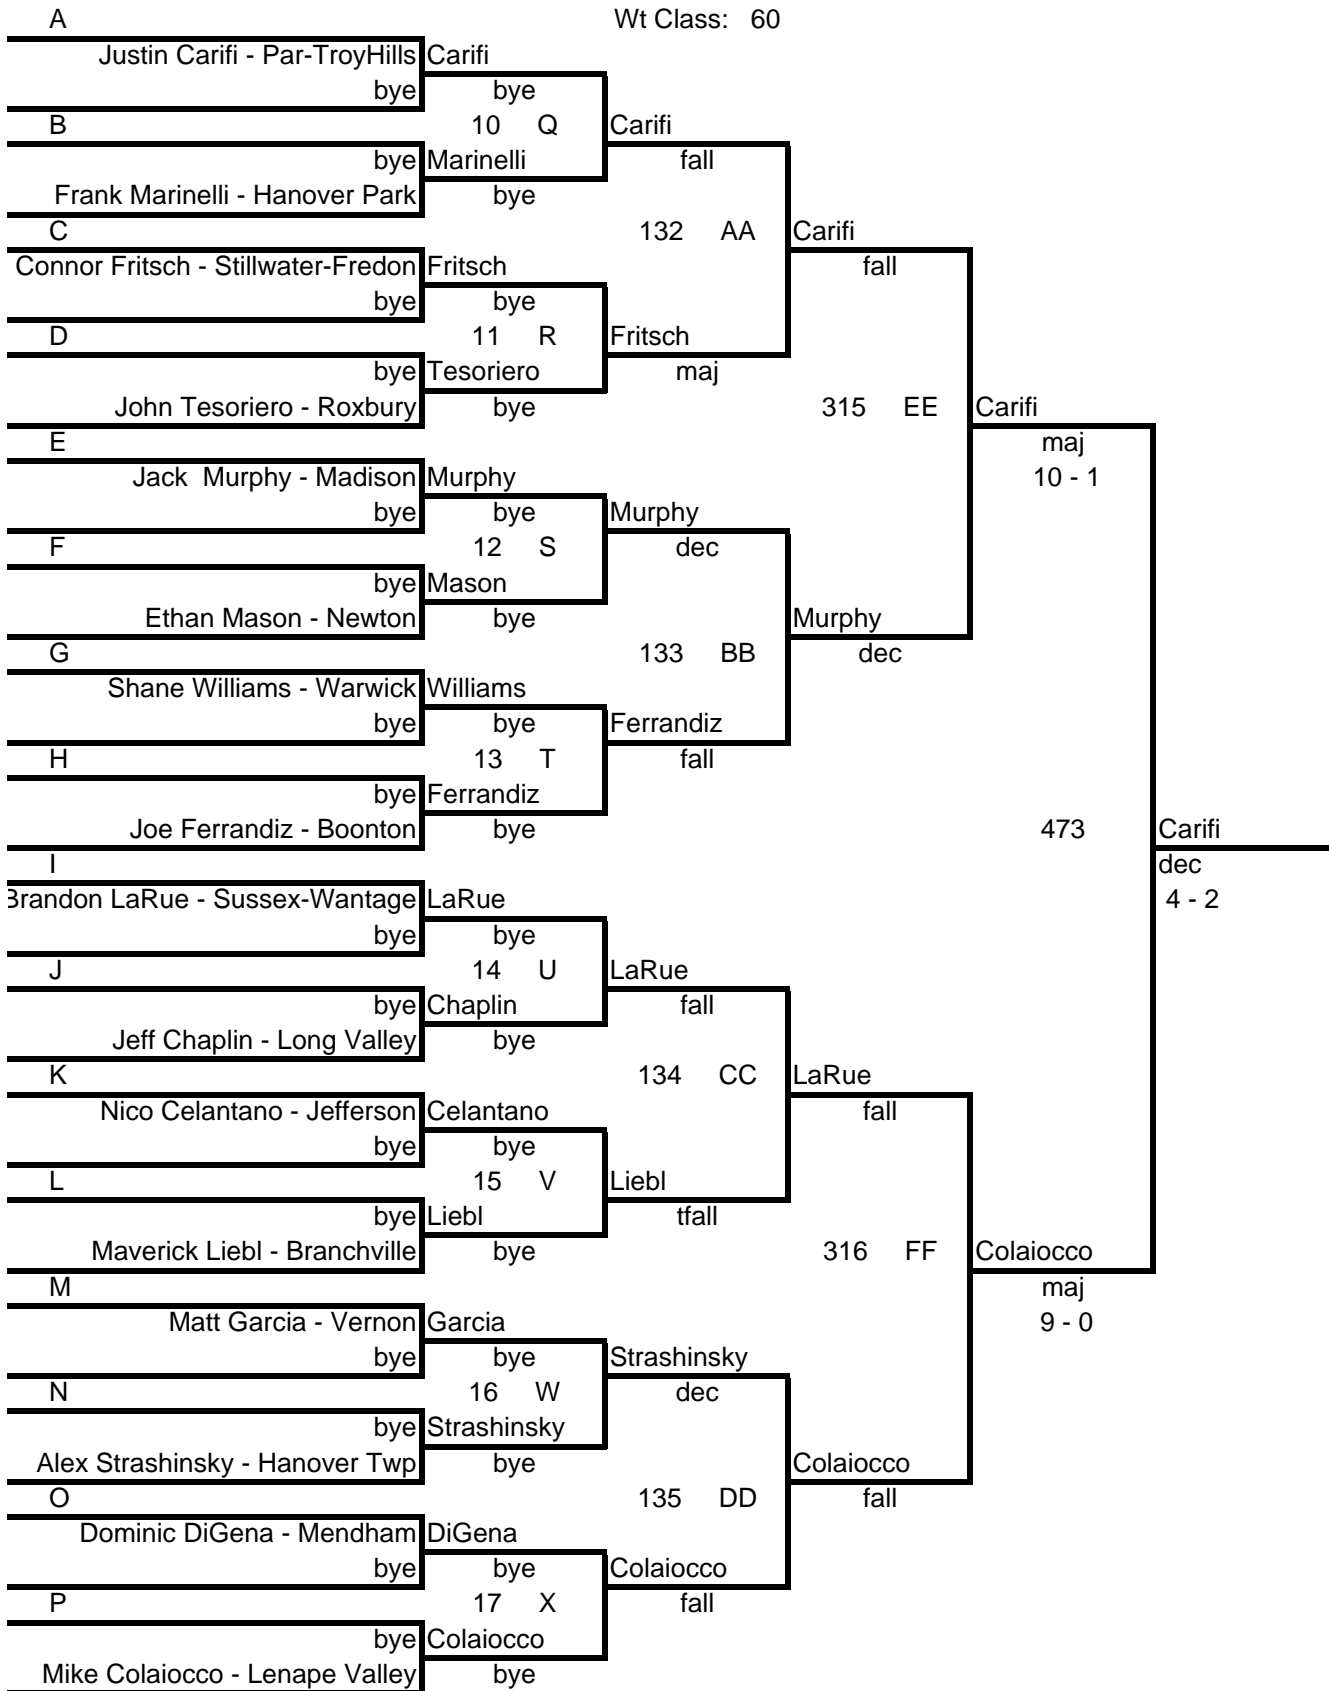 A Wt Class: 60
Justin Carifi - Par-TroyHills Carifi
bye bye
B 10 Q Carifi
bye Marinelli fall
Frank Marinelli - Hanover Park bye
C 132 AA Carifi
Connor Fritsch - Stillwater-Fredon Fritsch fall
bye bye
D 11 R Fritsch
bye Tesoriero maj
John Tesoriero - Roxbury bye 315 EE Carifi
E maj
Jack Murphy - Madison Murphy 10 - 1
bye bye Murphy
F 12 S dec
bye Mason
Ethan Mason - Newton bye Murphy
G 133 BB dec
Shane Williams - Warwick Williams
bye bye Ferrandiz
H 13 T fall
bye Ferrandiz
Joe Ferrandiz - Boonton bye 473 Carifi
I dec
Brandon LaRue - Sussex-Wantage LaRue 4 - 2
bye bye
J 14 U LaRue
bye Chaplin fall
Jeff Chaplin - Long Valley bye
K 134 CC LaRue
Nico Celantano - Jefferson Celantano fall
bye bye
L 15 V Liebl
bye Liebl tfall
Maverick Liebl - Branchville bye 316 FF Colaiocco
M maj
Matt Garcia - Vernon Garcia 9 - 0
bye bye Strashinsky
N 16 W dec
bye Strashinsky
Alex Strashinsky - Hanover Twp bye Colaiocco
O 135 DD fall
Dominic DiGena - Mendham DiGena
bye bye Colaiocco
P 17 X fall
bye Colaiocco
Mike Colaiocco - Lenape Valley bye